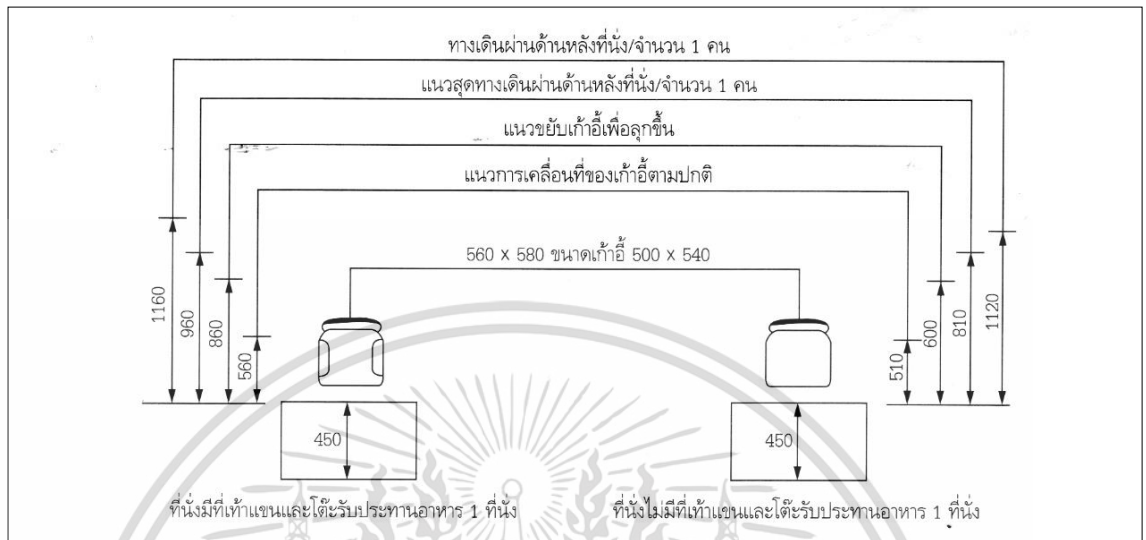 ทางเดินผ่านด้านหลังที่นั่ง/จำนวน 1 คน
แนวสุดทางเดินผ่านด้านหลังที่นั่ง/จำนวน 1 คน
แนวขยับเก้าอี้เพื่อลุกขึ้น
แนวการเคลื่อนที่ของเก้าอี้ตามปกติ
560 x 580 ขนาดเก้าอี้ 500 x 540
1160
960
860
560
510
600
810
1120
450
450
ที่นั่งมีที่เท้าแขนและโต๊ะรับประทานอาหาร 1 ที่นั่ง
ที่นั่งไม่มีที่เท้าแขนและโต๊ะรับประทานอาหาร 1 ที่นั่ง